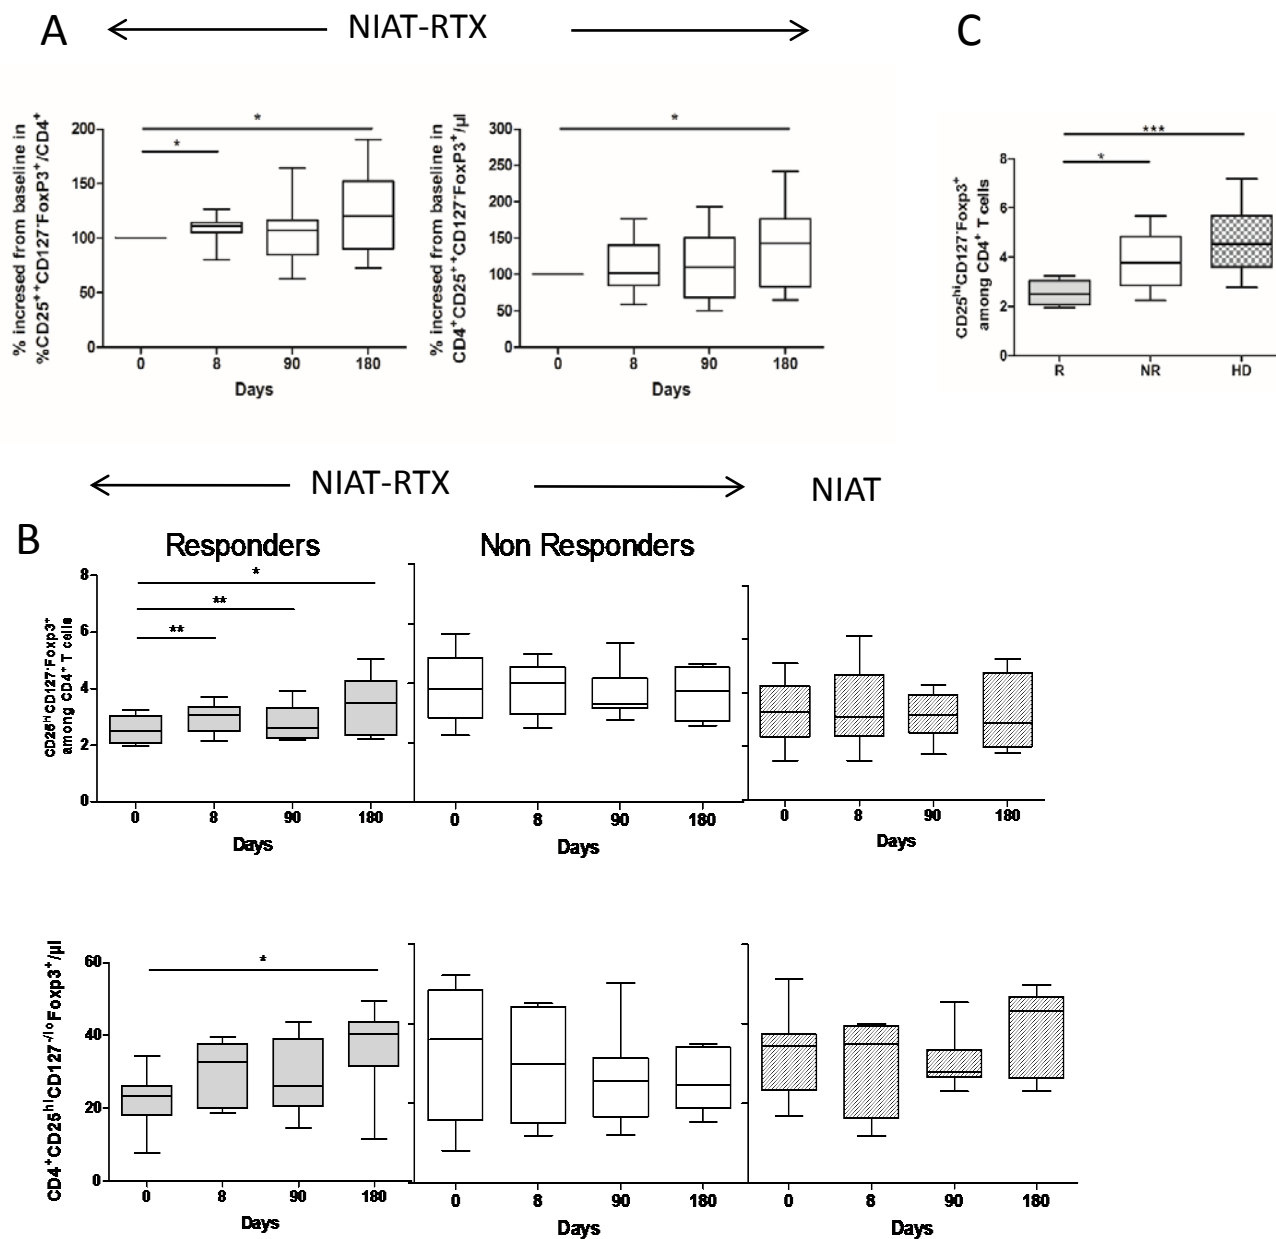 A
NIAT-RTX
C
% incresed from baseline in
%CD25⁺⁺CD127⁻FoxP3⁺/CD4⁺
200
150
100
50
0
*
*
0 8 90 180
Days
% incresed from baseline in
CD4⁺CD25⁺⁺CD127⁻FoxP3⁺/µl
300
250
200
150
100
50
0
*
0 8 90 180
Days
CD25ʰⁱCD127⁻Foxp3⁺
among CD4⁺ T cells
8
6
4
2
0
***
*
R NR HD
NIAT-RTX
NIAT
B
Responders
Non Responders
CD25ʰⁱCD127⁻Foxp3⁺
among CD4⁺ T cells
8
6
4
2
0
*
**
**
0 8 90 180
Days
0 8 90 180
Days
0 8 90 180
Days
CD4⁺CD25ʰⁱCD127⁻/ˡᵒFoxp3⁺/µl
60
40
20
0
*
0 8 90 180
Days
0 8 90 180
Days
0 8 90 180
Days